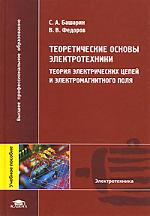 С. А. Башарин
В. В. Федоров
ТЕОРЕТИЧЕСКИЕ ОСНОВЫ
ЭЛЕКТРОТЕХНИКИ
ТЕОРИЯ ЭЛЕКТРИЧЕСКИХ ЦЕПЕЙ
И ЭЛЕКТРОМАГНИТНОГО ПОЛЯ
Высшее профессиональное образование
Учебное пособие
Электротехника